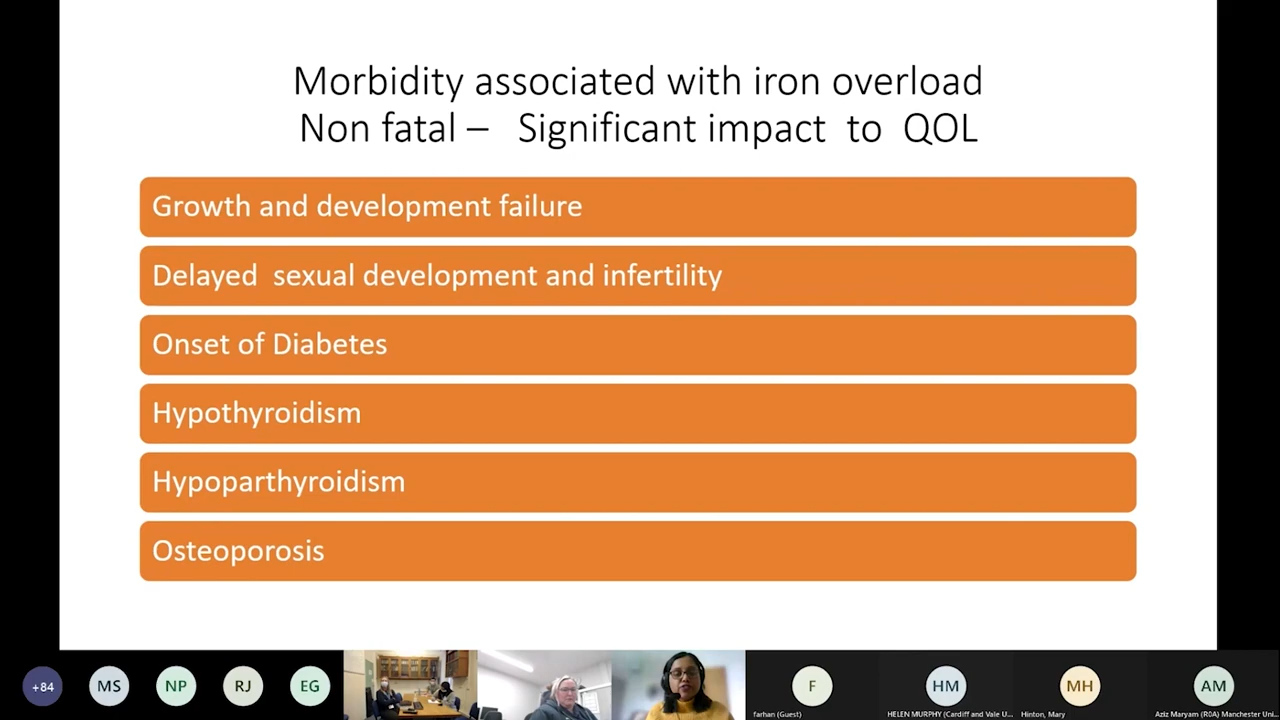 Morbidity associated with iron overload
Non fatal – Significant impact to QOL
Growth and development failure
Delayed sexual development and infertility
Onset of Diabetes
Hypothyroidism
Hypoparthyroidism
Osteoporosis
+84
MS
NP
RJ
EG
F
farhan (Guest)
HM
HELEN MURPHY (Cardiff and Vale U...
MH
Hinton, Mary
AM
Aziz Maryam (R0A) Manchester Uni...